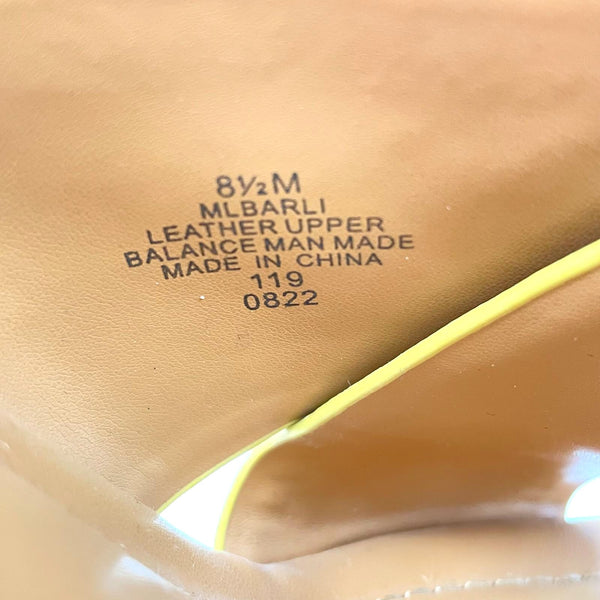 8½M
MLBARLI
LEATHER UPPER
BALANCE MAN MADE
MADE IN CHINA
119
0822